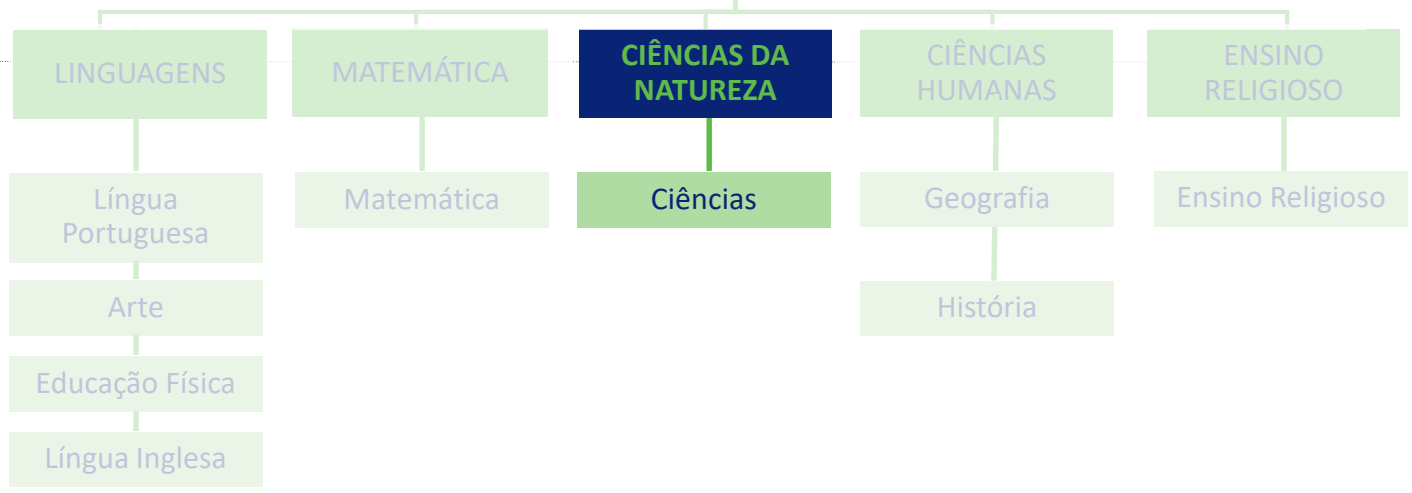 LINGUAGENS
MATEMÁTICA
CIÊNCIAS DA
NATUREZA
CIÊNCIAS
HUMANAS
ENSINO
RELIGIOSO
Língua
Portuguesa
Matemática
Ciências
Geografia
Ensino Religioso
Arte
História
Educação Física
Língua Inglesa